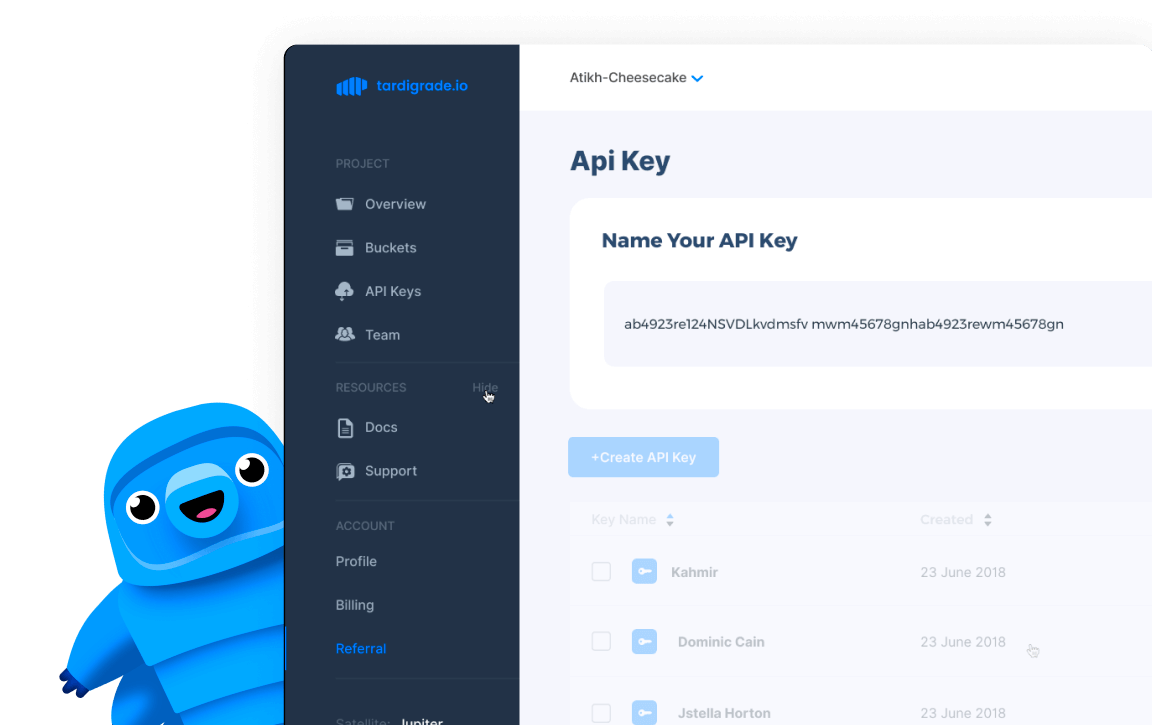 tardigrade.io
Atikh-Cheesecake
PROJECT
Overview
Buckets
API Keys
Team
RESOURCES Hide
Docs
Support
ACCOUNT
Profile
Billing
Referral
Satellite: Jupiter
Api Key
Name Your API Key
ab4923re124NSVDLkvdmsfv mwm45678gnhab4923rewm45678gn
+Create API Key
Key Name Created
Kahmir 23 June 2018
Dominic Cain 23 June 2018
Jstella Horton 23 June 2018